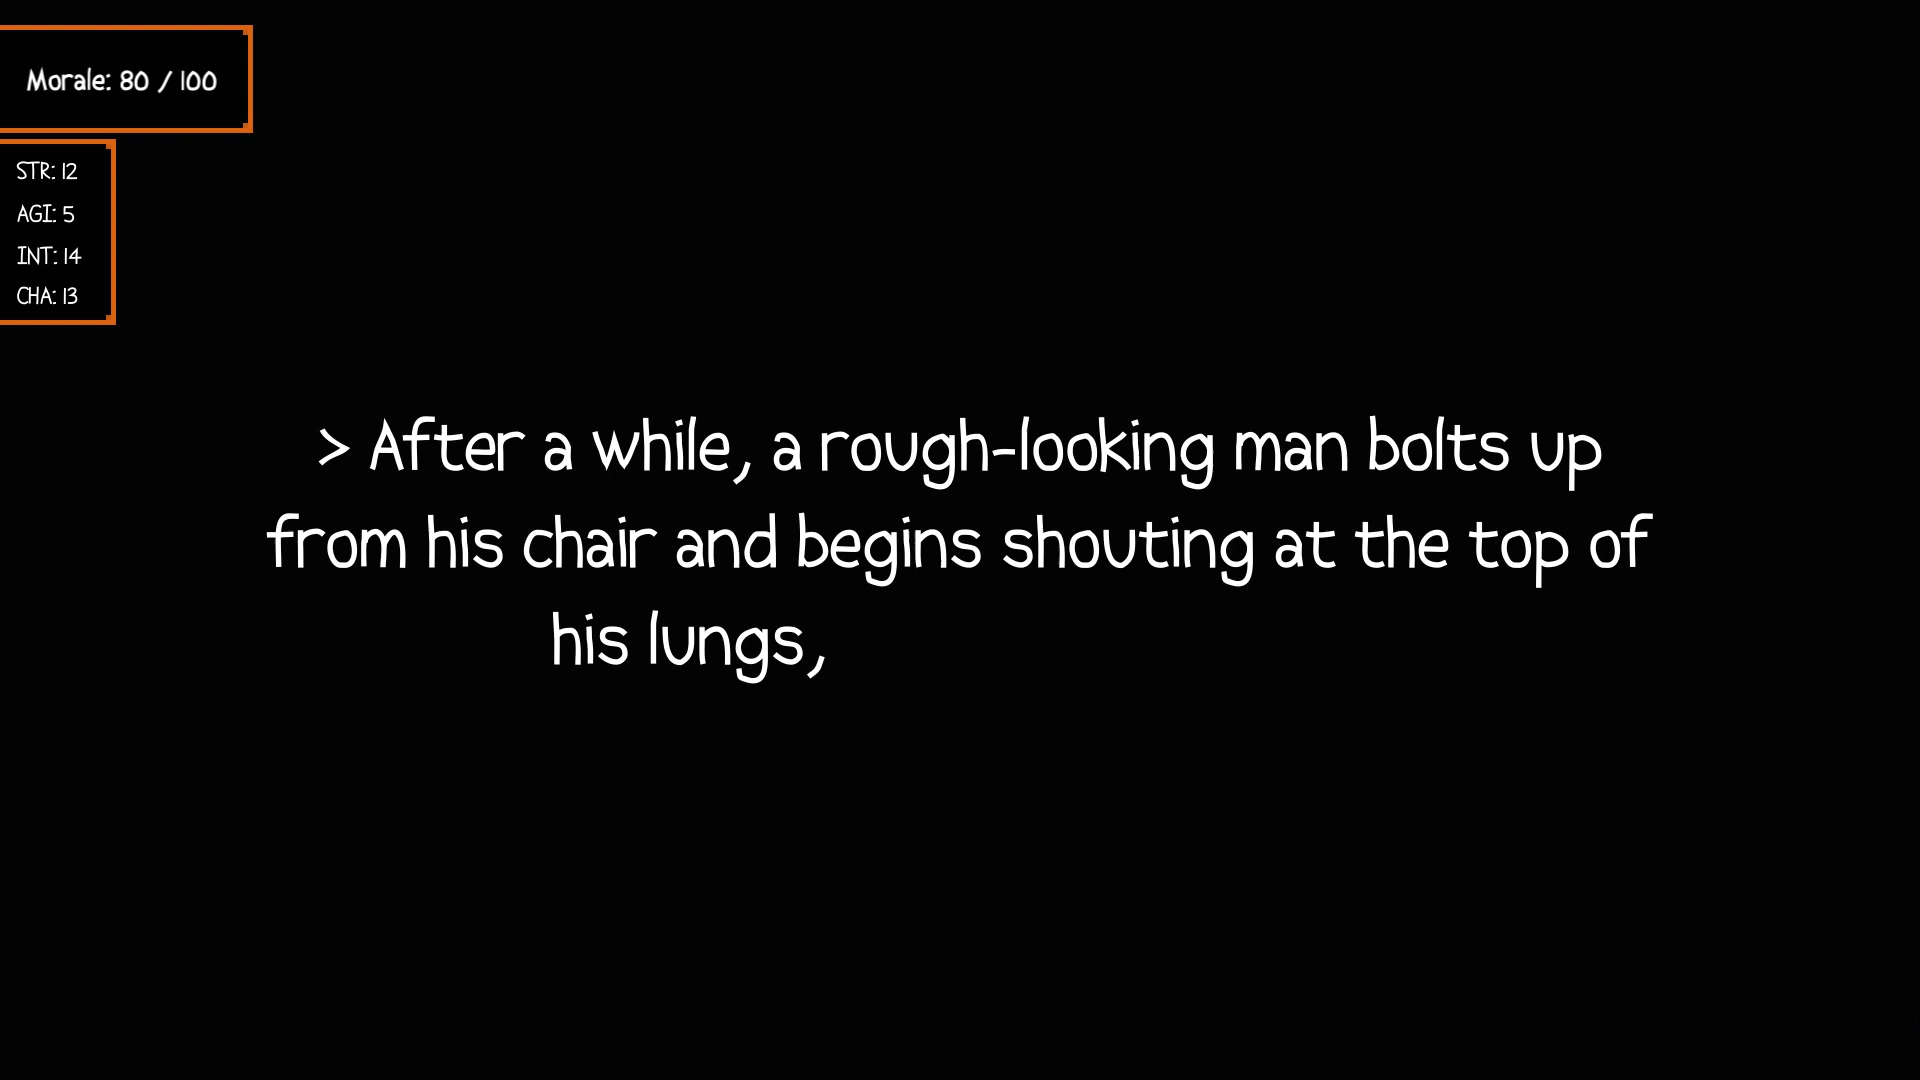 Morale: 80 / 100
STR: 12
AGI: 5
INT: 14
CHA: 13
> After a while, a rough-looking man bolts up
from his chair and begins shouting at the top of
his lungs,